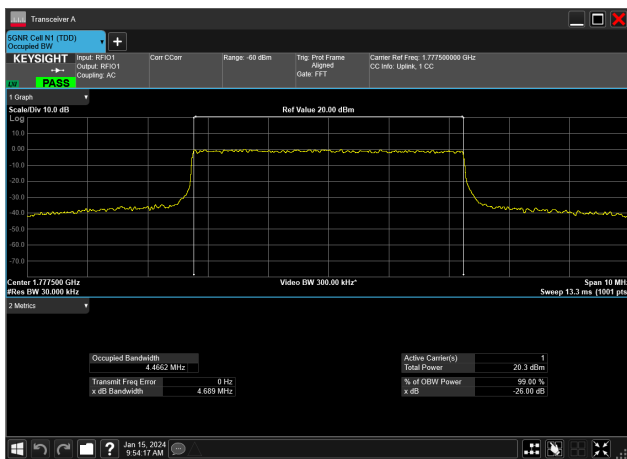 Transceiver A
5GNR Cell N1 (TDD)
Occupied BW
KEYSIGHT
PASS
Input: RFIO1
Output: RFIO1
Coupling: AC
Corr CCorr
Range: -60 dBm
Trig: Prot Frame
Aligned
Gate: FFT
Carrier Ref Freq: 1.777500000 GHz
CC Info: Uplink, 1 CC
1 Graph
Scale/Div 10.0 dB
Ref Value 20.00 dBm
Log
10.0
0.00
-10.0
-20.0
-30.0
-40.0
-50.0
-60.0
-70.0
Center 1.777500 GHz
Video BW 300.00 kHz*
Span 10 MHz
#Res BW 30.000 kHz
Sweep 13.3 ms (1001 pts
2 Metrics
Occupied Bandwidth
4.4662 MHz
Transmit Freq Error 0 Hz
x dB Bandwidth 4.689 MHz
Active Carrier(s) 1
Total Power 20.3 dBm
% of OBW Power 99.00 %
x dB -26.00 dB
Jan 15, 2024
9:54:17 AM